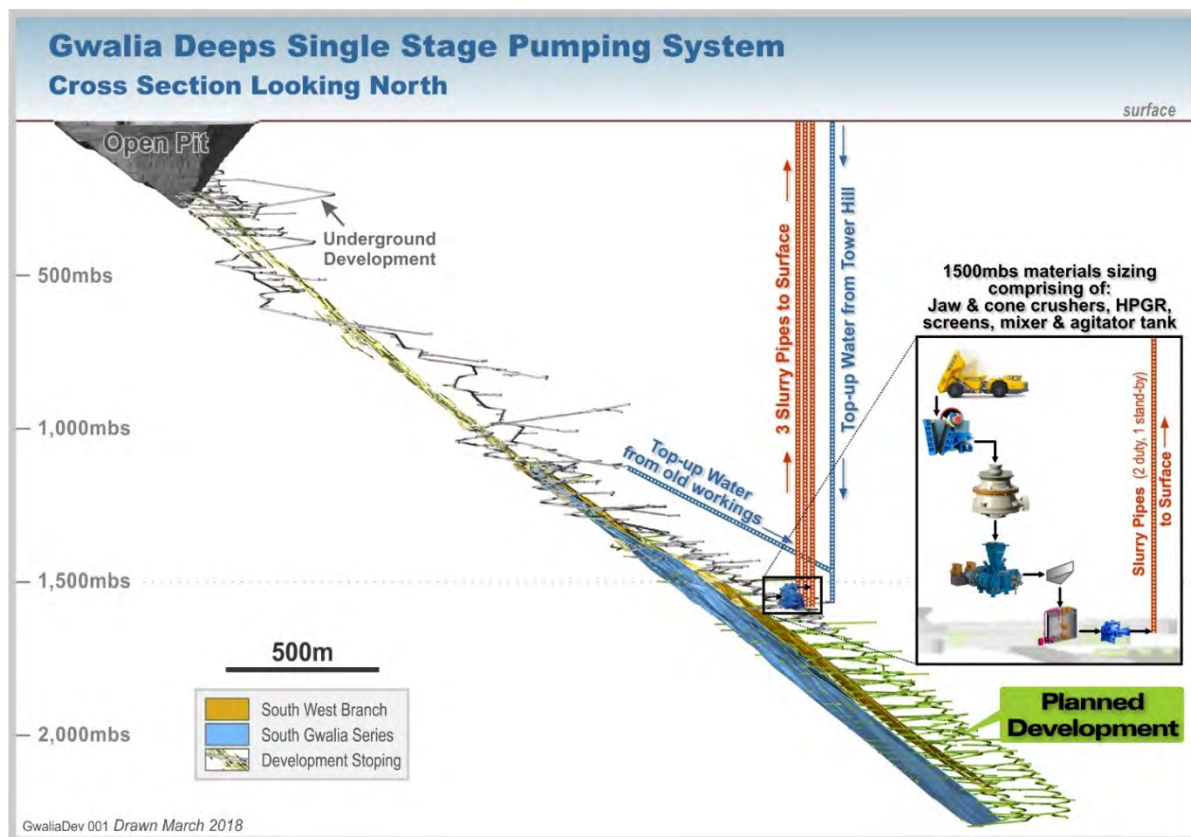 Gwalia Deeps Single Stage Pumping System
Cross Section Looking North
surface
Open Pit
Underground
Development
500mbs
1,000mbs
1,500mbs
2,000mbs
Top-up Water
from old workings
3 Slurry Pipes to Surface
Top-up Water from Tower Hill
1500mbs materials sizing
comprising of:
Jaw & cone crushers, HPGR,
screens, mixer & agitator tank
Slurry Pipes (2 duty, 1 stand-by)
to Surface
500m
South West Branch
South Gwalia Series
Development Stoping
Planned
Development
GwaliaDev 001 Drawn March 2018